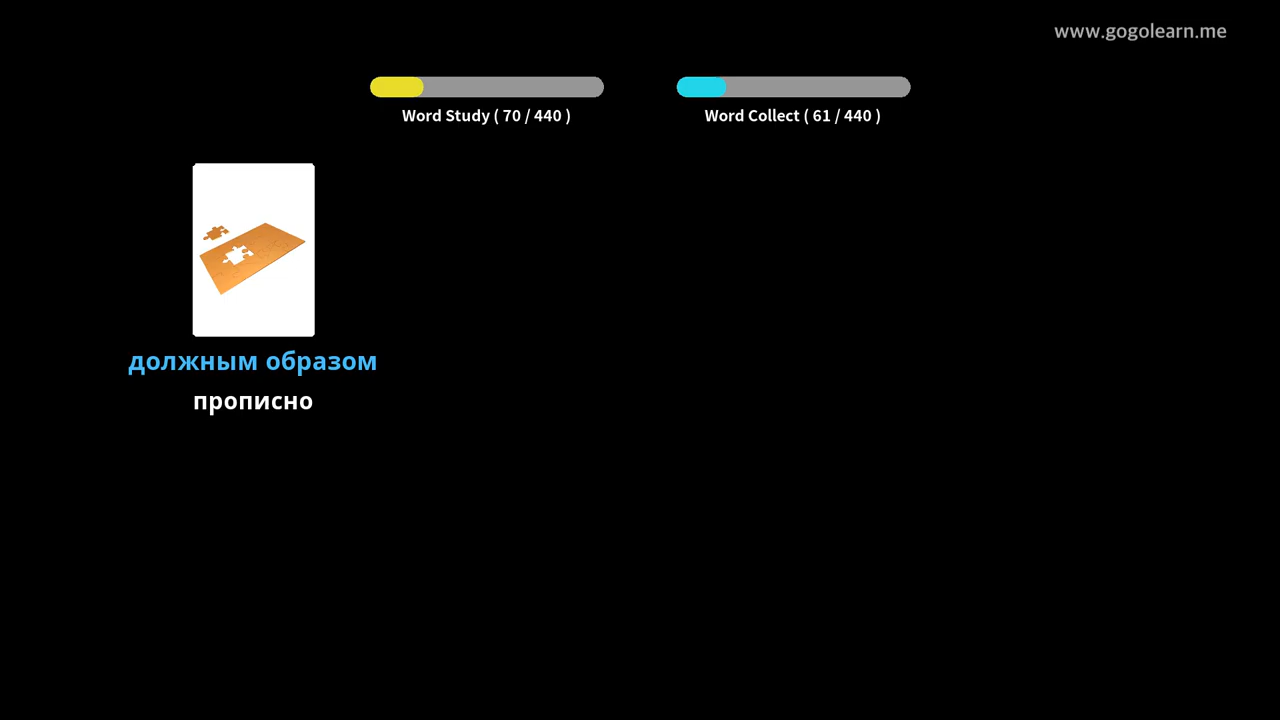 www.gogolearn.me
Word Study ( 70 / 440 )
Word Collect ( 61 / 440 )
должным образом
прописно